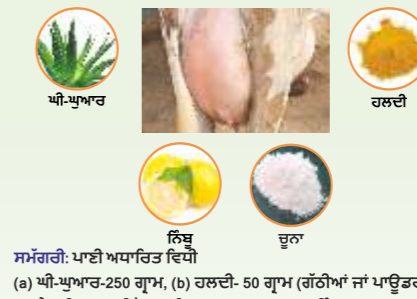 ਘੀ-ਘੁਆਰ
ਹਲਦੀ
ਨਿੰਬੂ
ਚੂਨਾ
ਸਮੱਗਰੀ: ਪਾਣੀ ਅਧਾਰਿਤ ਵਿਧੀ
(a) ਘੀ-ਘੁਆਰ-250 ਗ੍ਰਾਮ, (b) ਹਲਦੀ- 50 ਗ੍ਰਾਮ (ਗੱਠੀਆਂ ਜਾਂ ਪਾਊਡਰ